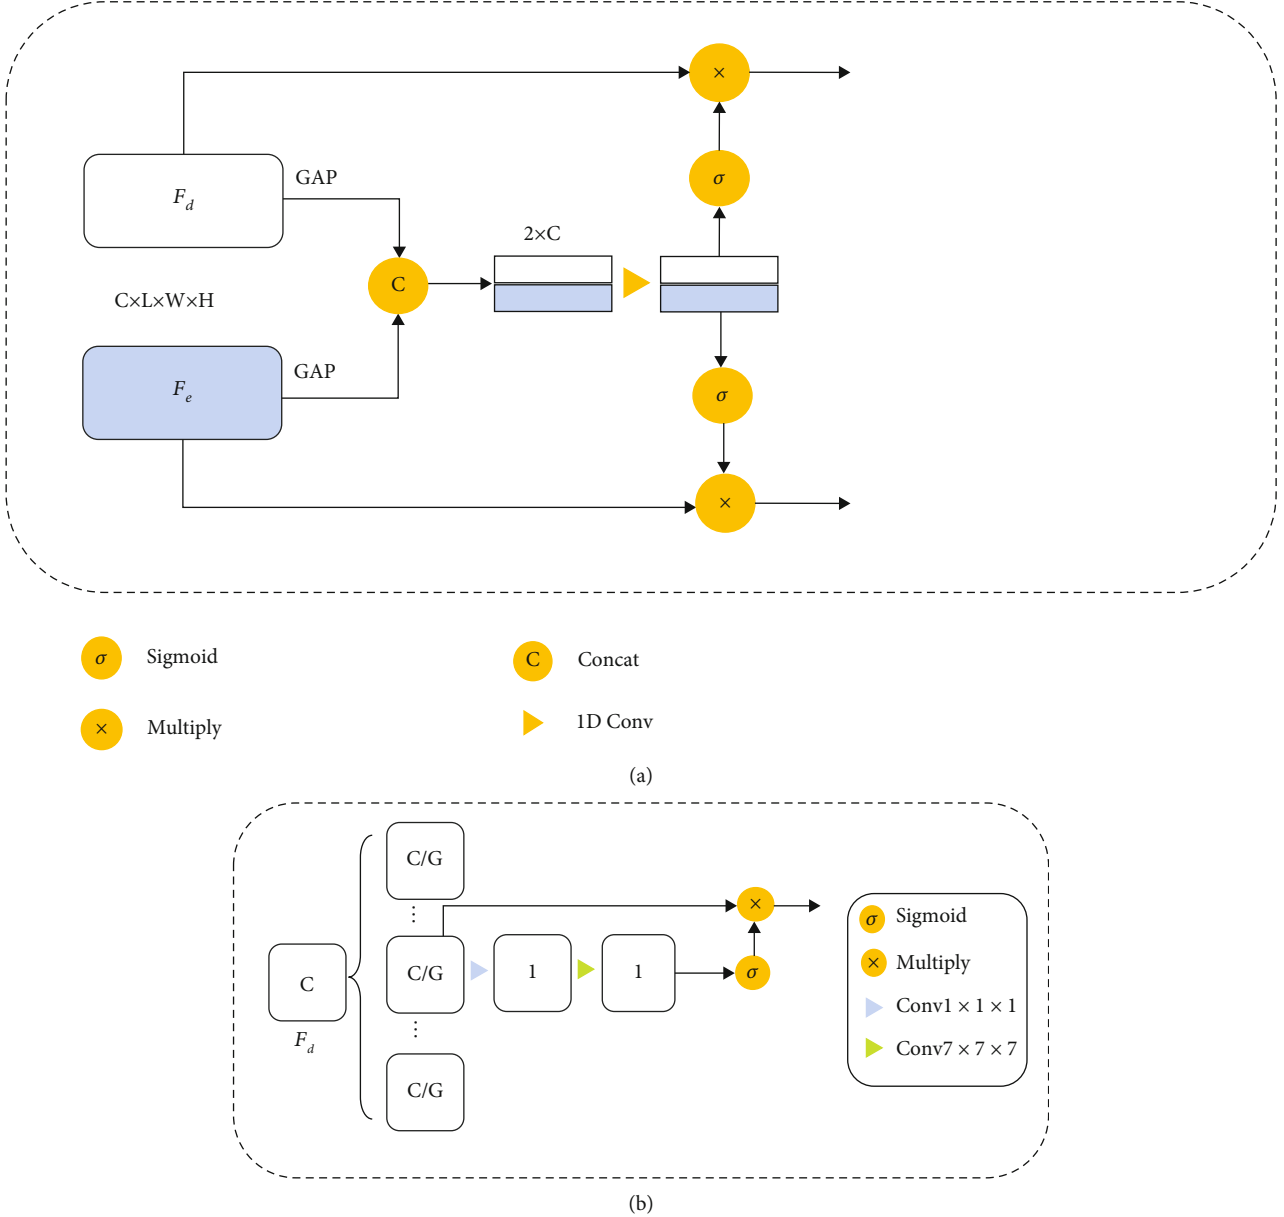 ×
σ
GAP
F_d
2×C
C
C×L×W×H
GAP
F_e
σ
×
σ Sigmoid
C Concat
× Multiply
1D Conv
(a)
C/G
⋮
×
σ Sigmoid
C
C/G
1
1
σ
× Multiply
F_d
⋮
Conv1 × 1 × 1
Conv7 × 7 × 7
C/G
(b)